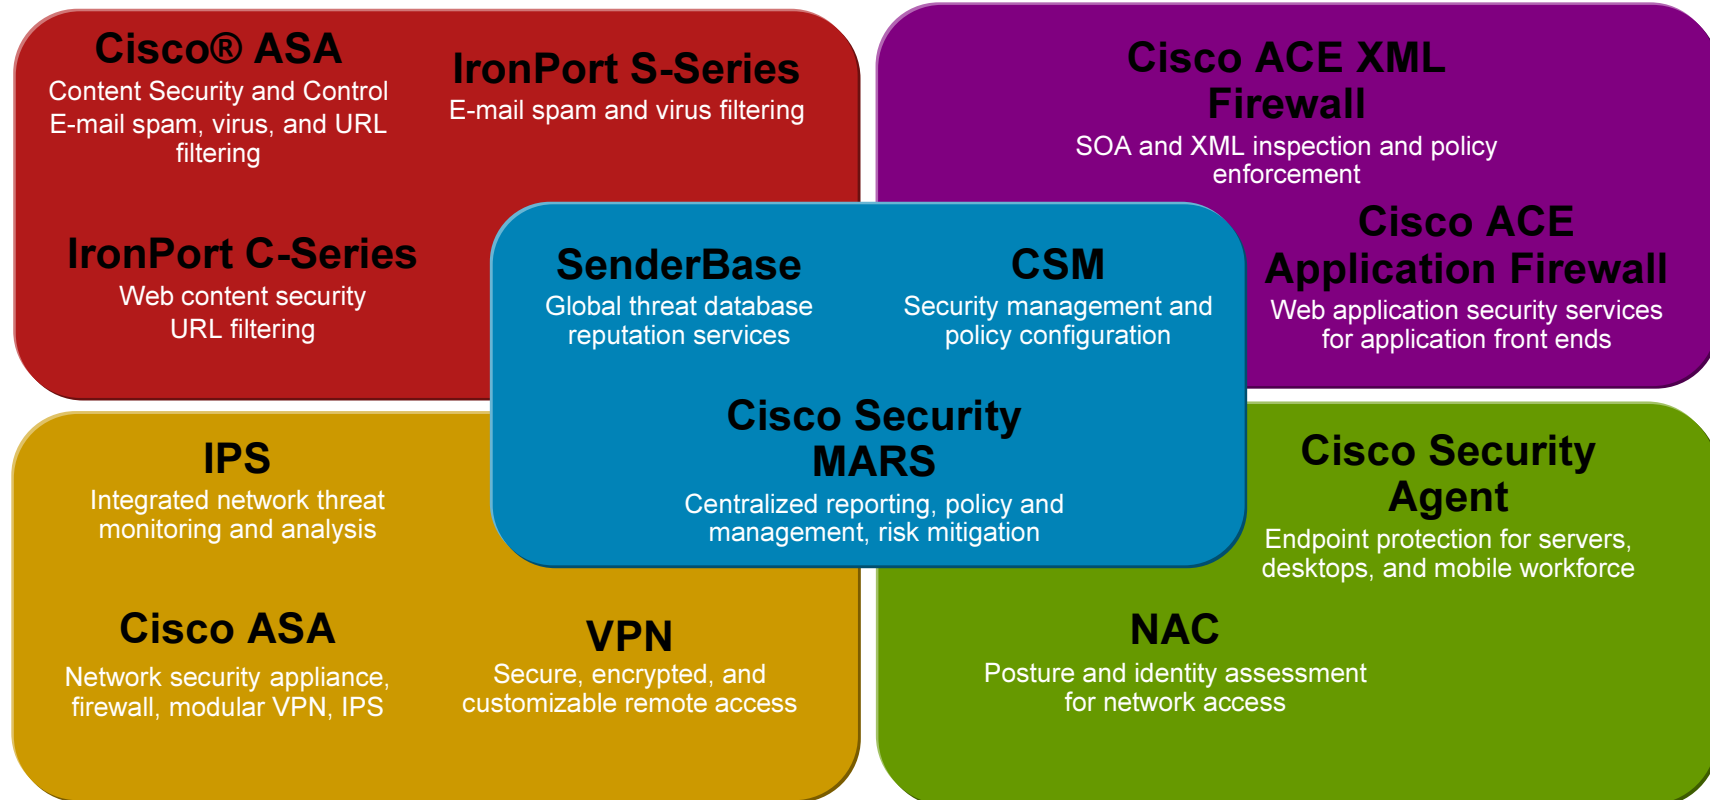 Cisco® ASA
Content Security and Control
E-mail spam, virus, and URL
filtering
IronPort S-Series
E-mail spam and virus filtering
IronPort C-Series
Web content security
URL filtering
Cisco ACE XML
Firewall
SOA and XML inspection and policy
enforcement
Cisco ACE
Application Firewall
Web application security services
for application front ends
SenderBase
Global threat database
reputation services
CSM
Security management and
policy configuration
Cisco Security
MARS
Centralized reporting, policy and
management, risk mitigation
IPS
Integrated network threat
monitoring and analysis
Cisco ASA
Network security appliance,
firewall, modular VPN, IPS
VPN
Secure, encrypted, and
customizable remote access
Cisco Security
Agent
Endpoint protection for servers,
desktops, and mobile workforce
NAC
Posture and identity assessment
for network access